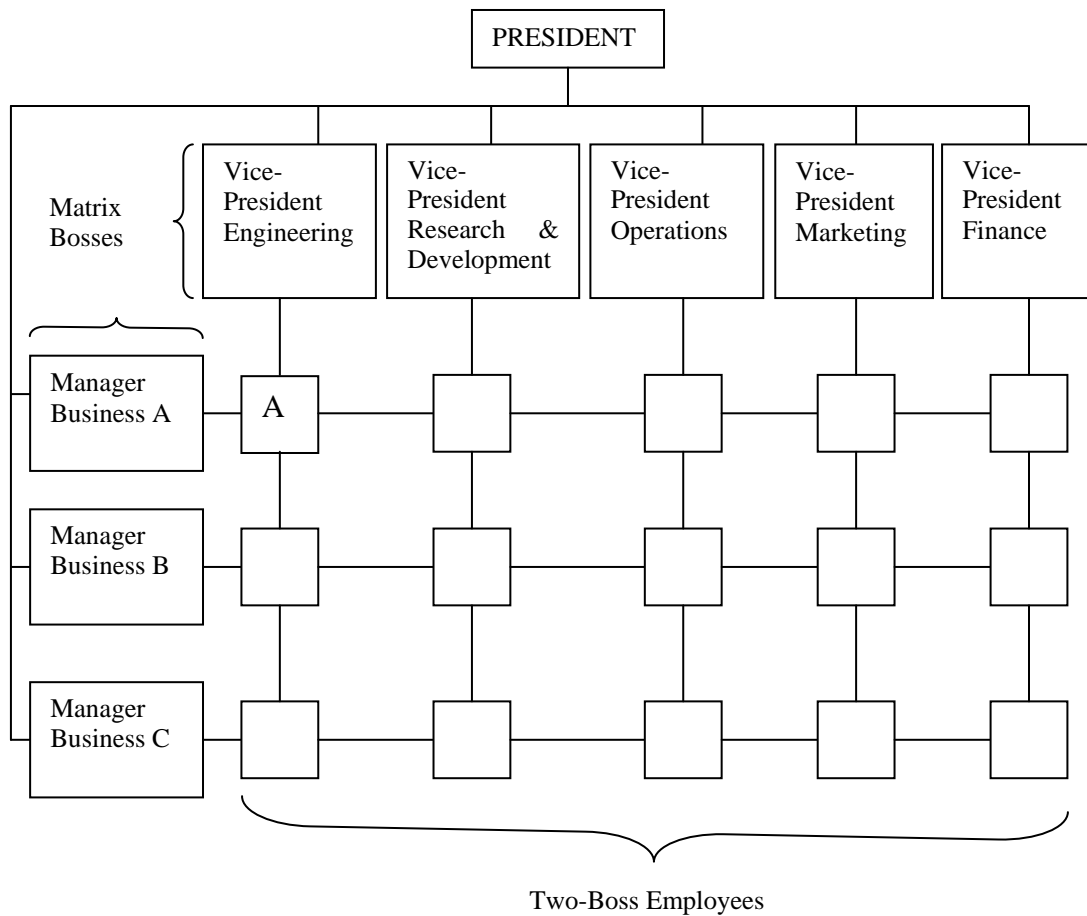 PRESIDENT
Vice-
President
Engineering
Vice-
President
Research &
Development
Vice-
President
Operations
Vice-
President
Marketing
Vice-
President
Finance
Matrix
Bosses
Manager
Business A
A
Manager
Business B
Manager
Business C
Two-Boss Employees